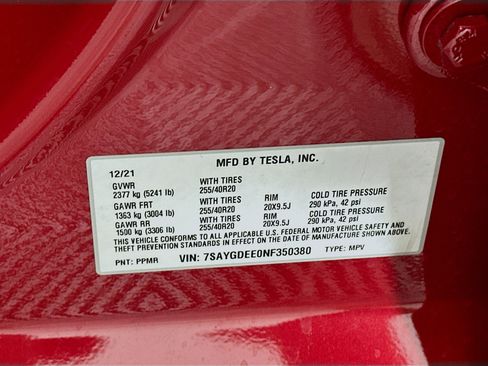 MFD BY TESLA, INC.
12/21
GVWR WITH TIRES
2377 kg (5241 lb) 255/40R20 RIM COLD TIRE PRESSURE
GAWR FRT WITH TIRES 20X9.5J 290 kPa, 42 psi
1363 kg (3004 lb) 255/40R20 RIM COLD TIRE PRESSURE
GAWR RR WITH TIRES 20X9.5J 290 kPa, 42 psi
1500 kg (3306 lb) 255/40R20
THIS VEHICLE CONFORMS TO ALL APPLICABLE U.S. FEDERAL MOTOR VEHICLE SAFETY AND
THEFT PREVENTION STANDARDS IN EFFECT ON THE DATE OF MANUFACTURE SHOWN ABOVE.
PNT: PPMR VIN: 7SAYGDEE0NF350380 TYPE: MPV